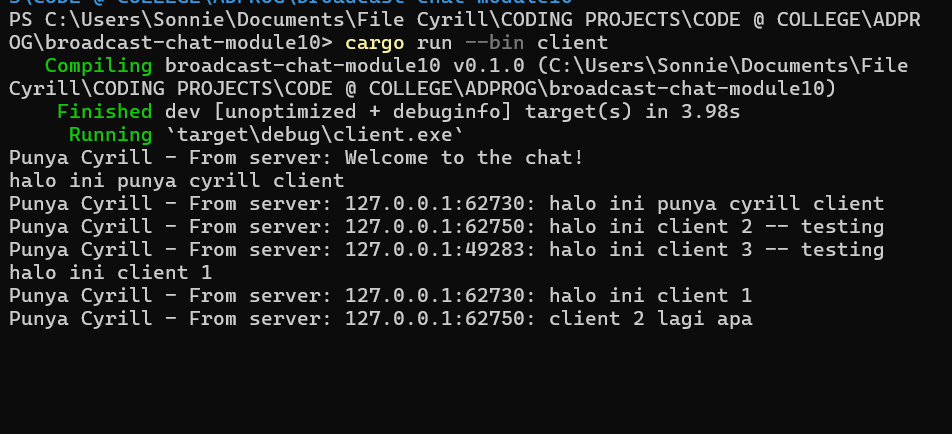 PS C:\Users\Sonnie\Documents\File Cyrill\CODING PROJECTS\CODE @ COLLEGE\ADPR
OG\broadcast-chat-module10> cargo run --bin client
   Compiling broadcast-chat-module10 v0.1.0 (C:\Users\Sonnie\Documents\File
Cyrill\CODING PROJECTS\CODE @ COLLEGE\ADPROG\broadcast-chat-module10)
    Finished dev [unoptimized + debuginfo] target(s) in 3.98s
     Running `target\debug\client.exe`
Punya Cyrill - From server: Welcome to the chat!
halo ini punya cyrill client
Punya Cyrill - From server: 127.0.0.1:62730: halo ini punya cyrill client
Punya Cyrill - From server: 127.0.0.1:62750: halo ini client 2 -- testing
Punya Cyrill - From server: 127.0.0.1:49283: halo ini client 3 -- testing
halo ini client 1
Punya Cyrill - From server: 127.0.0.1:62730: halo ini client 1
Punya Cyrill - From server: 127.0.0.1:62750: client 2 lagi apa